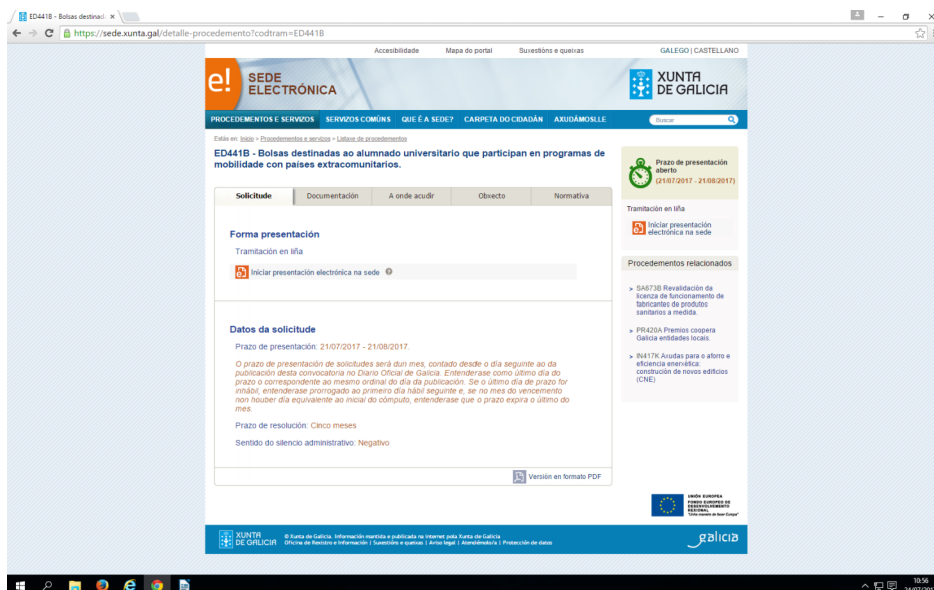 ED441B - Bolsas destinad
https://sede.xunta.gal/detalle-procedemento?codtram=ED441B
Accesibilidade Mapa do portal Suxestións e queixas GALEGO | CASTELLANO
e! SEDE
ELECTRÓNICA
XUNTA
DE GALICIA
PROCEDEMENTOS E SERVIZOS SERVIZOS COMÚNS QUE É A SEDE? CARPETA DO CIDADÁN AXUDÁMOSLLE Buscar
Estás en: Inicio > Procedementos e servizos > Listaxe de procedementos
ED441B - Bolsas destinadas ao alumnado universitario que participan en programas de
mobilidade con países extracomunitarios.
Solicitude Documentación A onde acudir Obxecto Normativa
Forma presentación
Tramitación en liña
Iniciar presentación electrónica na sede
Datos da solicitude
Prazo de presentación: 21/07/2017 - 21/08/2017.
O prazo de presentación de solicitudes será dun mes, contado desde o día seguinte ao da
publicación desta convocatoria no Diario Oficial de Galicia. Entenderase como último día do
prazo o correspondente ao mesmo ordinal do día da publicación. Se o último día de prazo for
inhábil, entenderase prorrogado ao primeiro día hábil seguinte e, se no mes do vencemento
non houber día equivalente ao inicial do cómputo, entenderase que o prazo expira o último do
mes.
Prazo de resolución: Cinco meses
Sentido do silencio administrativo: Negativo
Versión en formato PDF
Prazo de presentación
aberto
(21/07/2017 - 21/08/2017)
Tramitación en liña
Iniciar presentación
electrónica na sede
Procedementos relacionados
> SA673B Revalidación da
licenza de funcionamento de
fabricantes de produtos
sanitarios a medida.
> PR420A Premios coopera
Galicia entidades locais.
> IN417K Axudas para o aforro e
eficiencia enerxética:
construción de novos edificios
(CNE)
UNIÓN EUROPEA
FONDO EUROPEO DE
DESENVOLVEMENTO
REXIONAL
"Unha maneira de facer Europa"
XUNTA
DE GALICIA
© Xunta de Galicia. Información mantida e publicada na internet pola Xunta de Galicia
Oficina de Rexistro e Información | Suxestións e queixas | Aviso legal | Atendémolo/a | Protección de datos
galicia
10:56